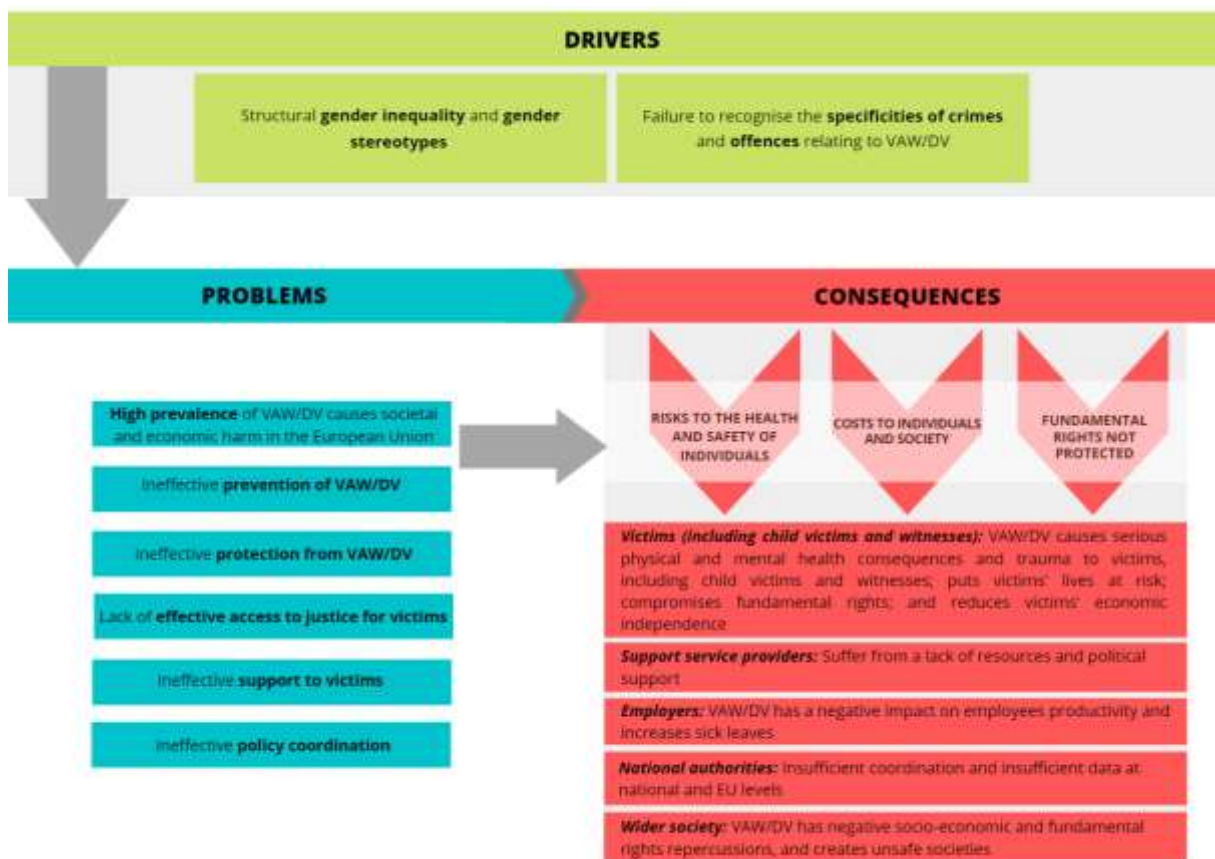 DRIVERS
Structural gender inequality and gender
stereotypes
Failure to recognise the specificities of crimes
and offences relating to VAW/DV
PROBLEMS
High prevalence of VAW/DV causes societal
and economic harm in the European Union
Ineffective prevention of VAW/DV
Ineffective protection from VAW/DV
Lack of effective access to justice for victims
Ineffective support to victims
Ineffective policy coordination
CONSEQUENCES
RISKS TO THE HEALTH
AND SAFETY OF
INDIVIDUALS
COSTS TO INDIVIDUALS
AND SOCIETY
FUNDAMENTAL
RIGHTS NOT
PROTECTED
Victims (including child victims and witnesses): VAW/DV causes serious
physical and mental health consequences and trauma to victims,
including child victims and witnesses; puts victims' lives at risk;
compromises fundamental rights; and reduces victims' economic
independence
Support service providers: Suffer from a lack of resources and political
support
Employers: VAW/DV has a negative impact on employees productivity and
increases sick leaves
National authorities: Insufficient coordination and insufficient data at
national and EU levels
Wider society: VAW/DV has negative socio-economic and fundamental
rights repercussions, and creates unsafe societies